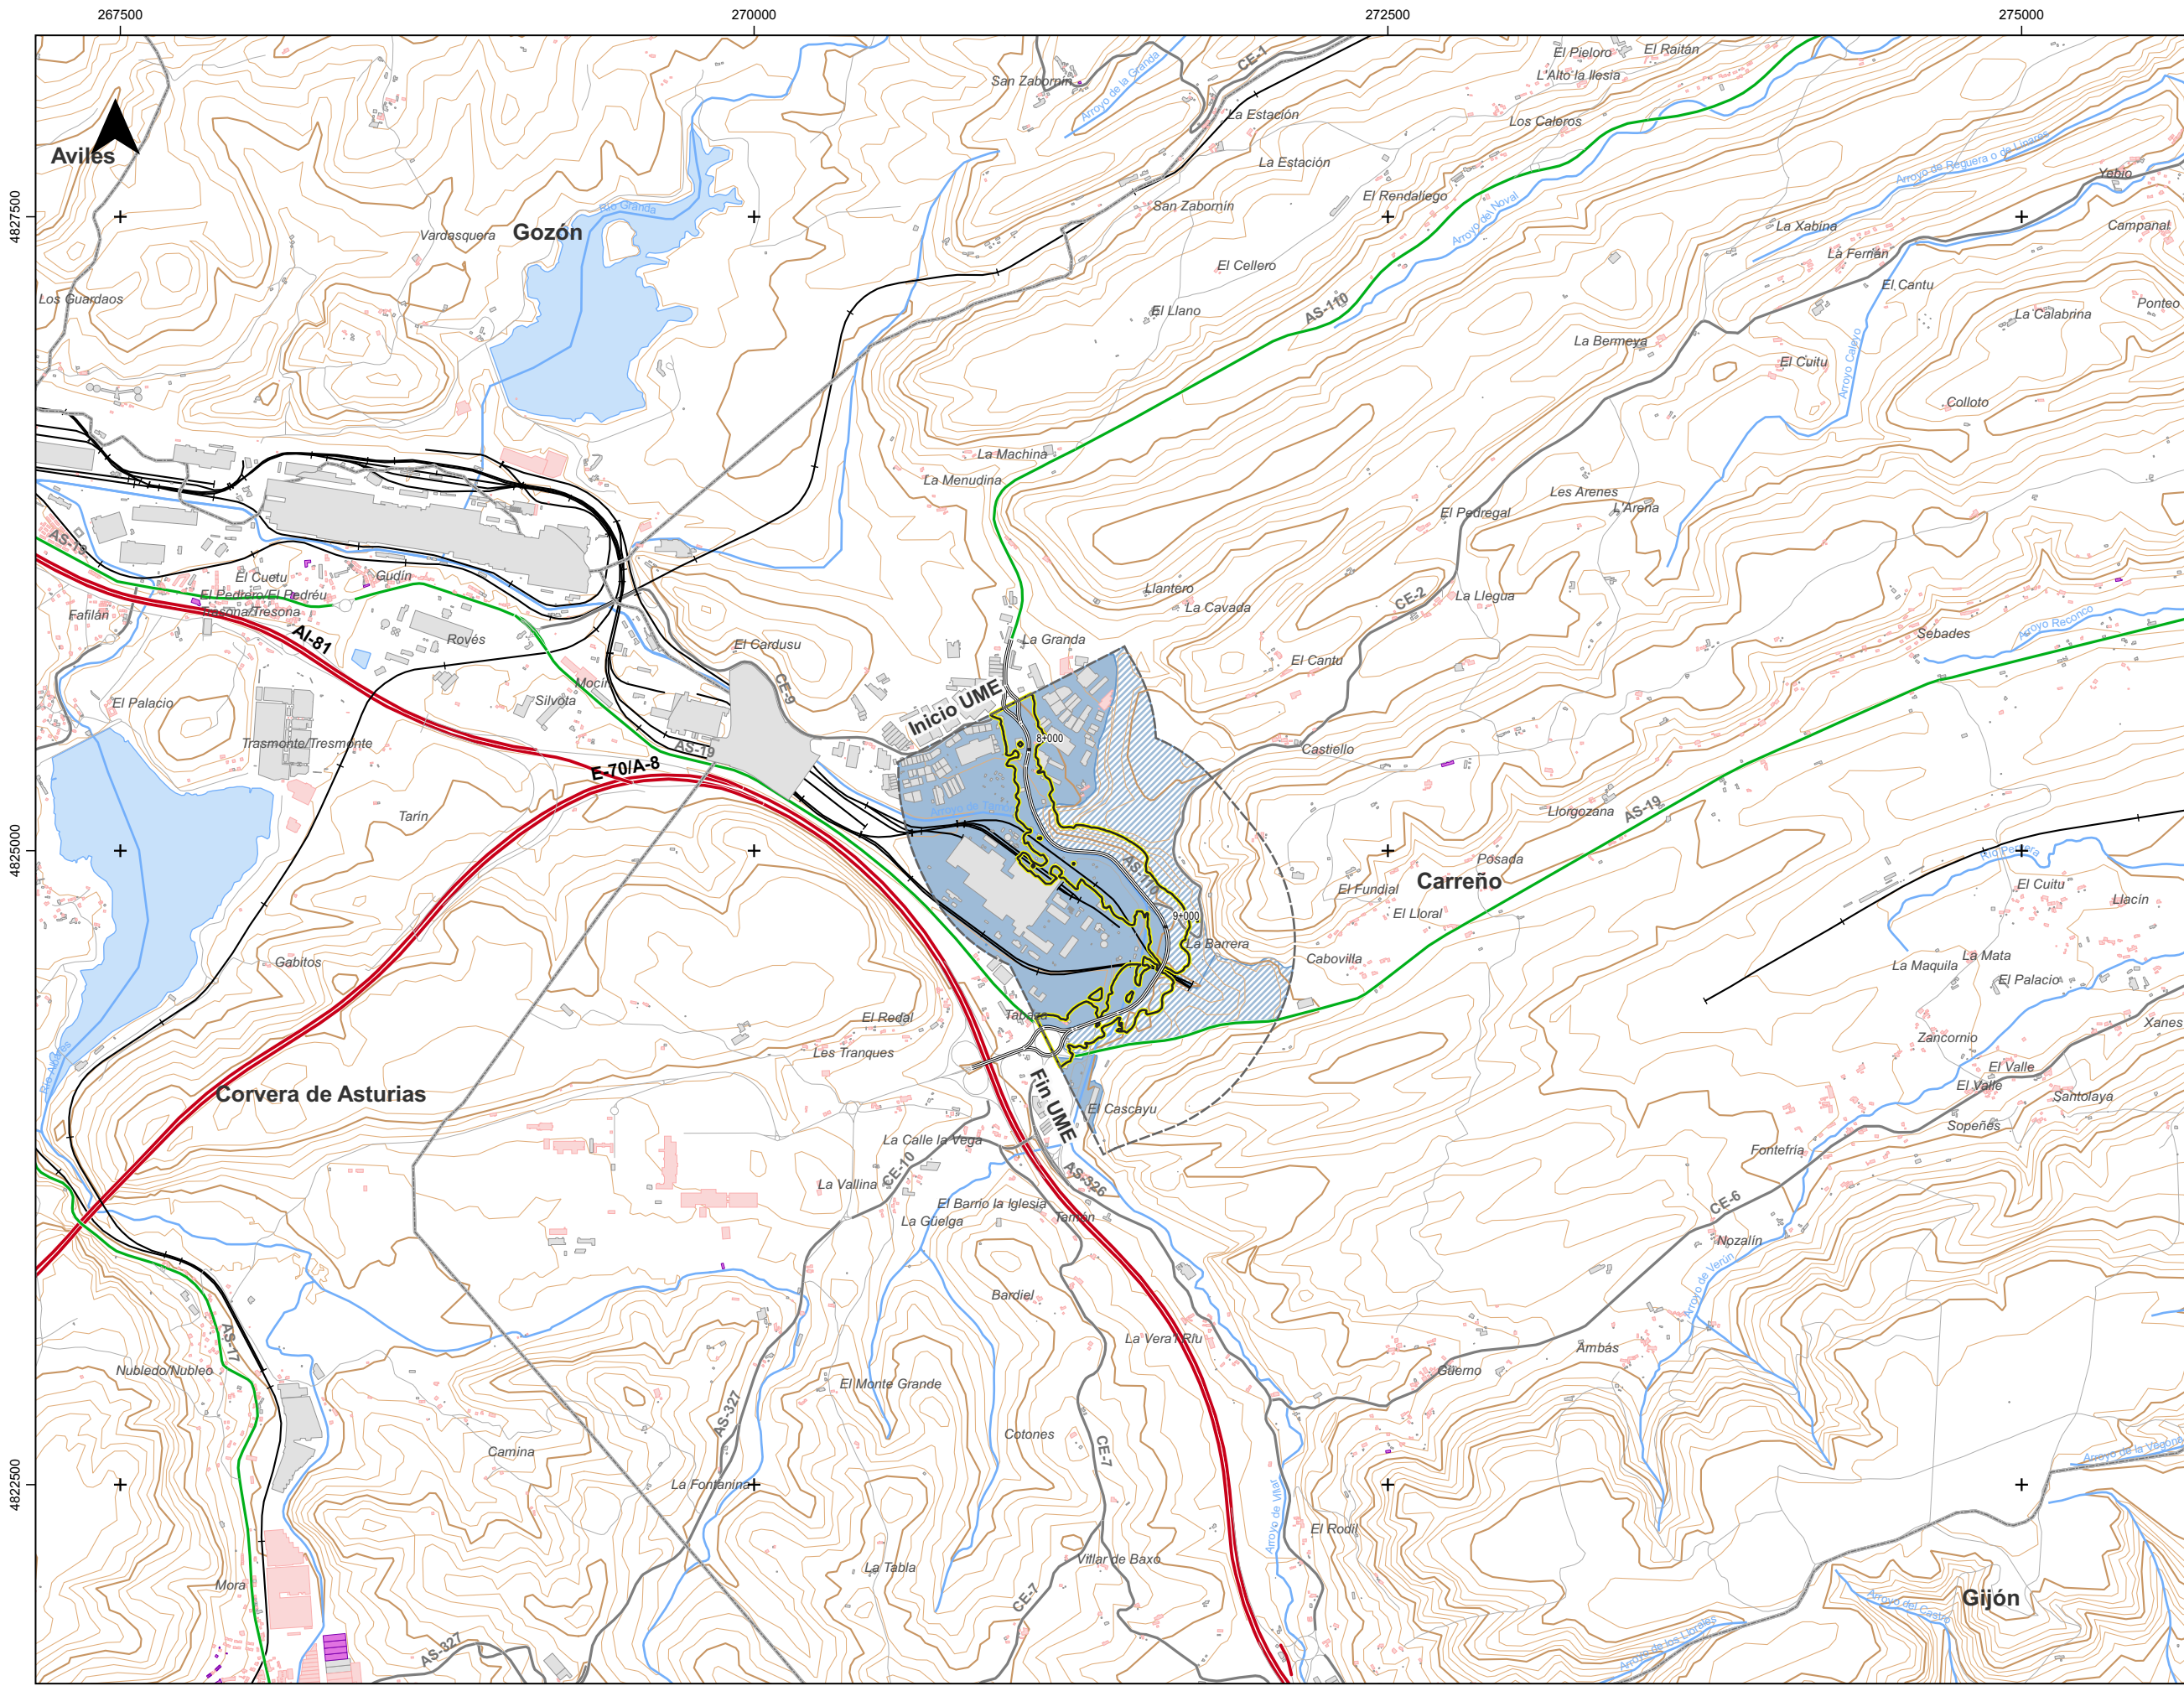 267500
270000
272500
275000
4827500
4825000
4822500
Avilés
Gozón
Carreño
Corvera de Asturias
Gijón
San Zabornín
Arroyo de la Granda
CE-1
La Estación
La Estación
El Pieloro
El Raitán
L'Alto la Ilesia
Los Caleros
San Zabornín
El Rendaliego
Arroyo del Noval
Arroyo de Reguera o de Linares
Yabio
Río Granda
Vardasquera
La Xabina
Campanal
La Fernán
El Cellero
Los Guardaos
El Cantu
Ponteo
El Llano
AS-110
La Calabrina
La Bermeya
El Cuitu
Arroyo Caleyo
Colloto
La Machina
La Menudina
Les Arenes
L'Arena
El Pedregal
AS-19
El Cuetu
Gudín
El Pedrero/El Pedréu
Trasona/Tresona
Fafilán
AI-81
Rovés
Llantero
La Cavada
CE-2
La Llegua
Arroyo Reconco
Sebades
El Cardusu
La Granda
El Cantu
Mocín
Silvota
CE-9
El Palacio
Inicio UME
Trasmonte/Tresmonte
AS-19
8+000
Castiello
E-70/A-8
Tarín
Llorgozana
AS-19
Posada
Río Pervera
AS-110
El Fundial
El Cuitu
Llacín
El Lloral
9+000
La Barrera
Cabovilla
La Mata
La Maquila
El Palacio
Gabitos
El Redal
Tabaza
Xanes
Les Tranques
Zancornio
El Valle
El Valle
Santolaya
Fin UME
El Cascayu
Sopeñes
La Calle la Vega
Fontefría
CE-10
AS-326
La Vallina
El Barrio la Iglesia
Tamón
La Güelga
CE-6
Nozalín
Arroyo de Verún
Bardiel
La Vera'l Ríu
AS-17
Ambás
Nubledo/Nubleo
Güerno
El Monte Grande
AS-327
Cotones
CE-7
Camina
Arroyo de la Vegona
La Fontanina
Arroyo de Villar
El Rodil
Villar de Baxo
La Tabla
CE-7
Mora
Arroyo del Castro
Arroyo de los Llorales
AS-327